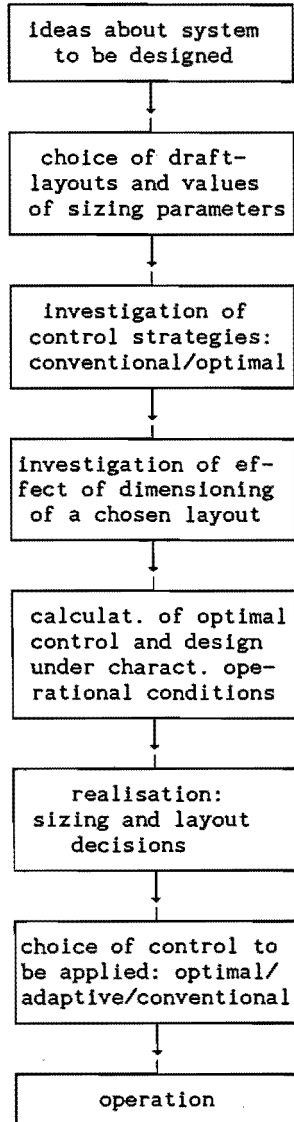 ideas about system
to be designed
choice of draft-
layouts and values
of sizing parameters
investigation of
control strategies:
conventional/optimal
investigation of ef-
fect of dimensioning
of a chosen layout
calculat. of optimal
control and design
under charact. ope-
rational conditions
realisation:
sizing and layout
decisions
choice of control to
be applied: optimal/
adaptive/conventional
operation